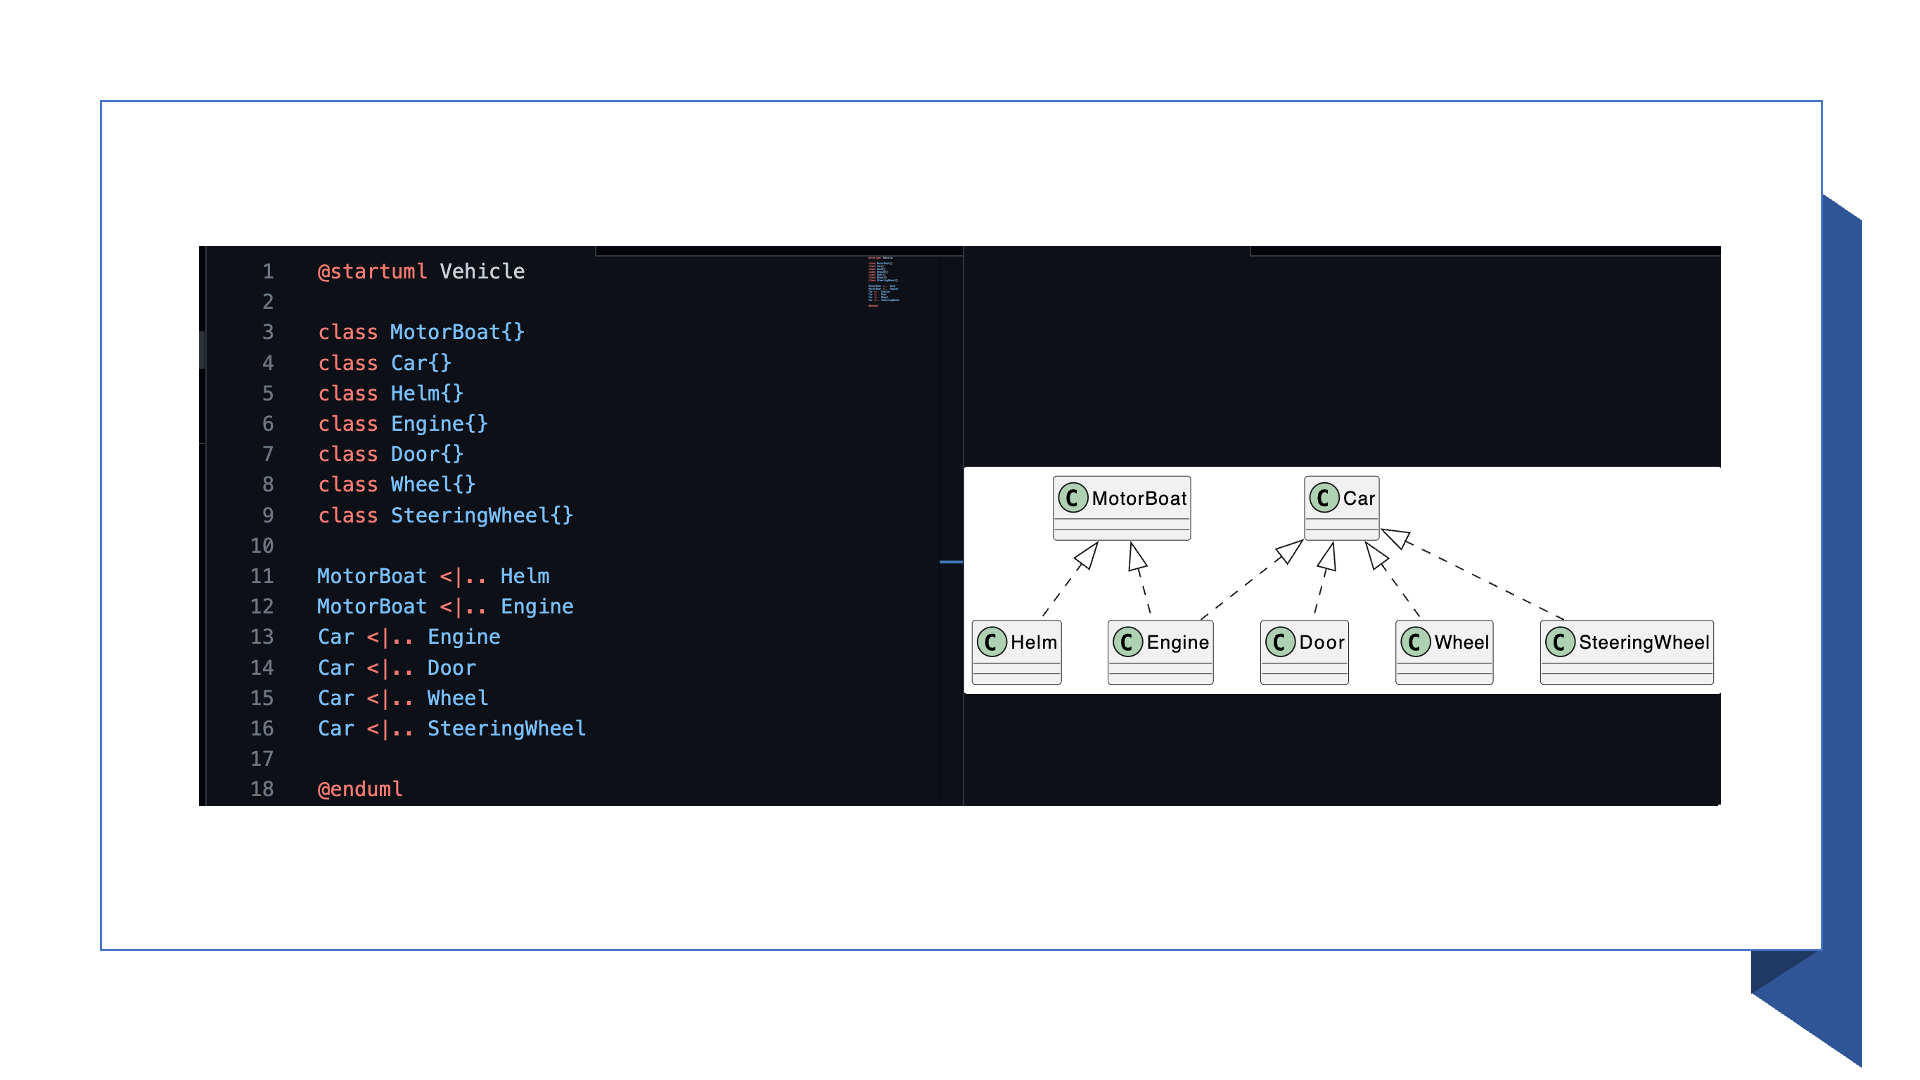 1 @startuml Vehicle
2
3 class MotorBoat{}
4 class Car{}
5 class Helm{}
6 class Engine{}
7 class Door{}
8 class Wheel{}
9 class SteeringWheel{}
10
11 MotorBoat <|.. Helm
12 MotorBoat <|.. Engine
13 Car <|.. Engine
14 Car <|.. Door
15 Car <|.. Wheel
16 Car <|.. SteeringWheel
17
18 @enduml
C MotorBoat C Car
C Helm C Engine C Door C Wheel C SteeringWheel